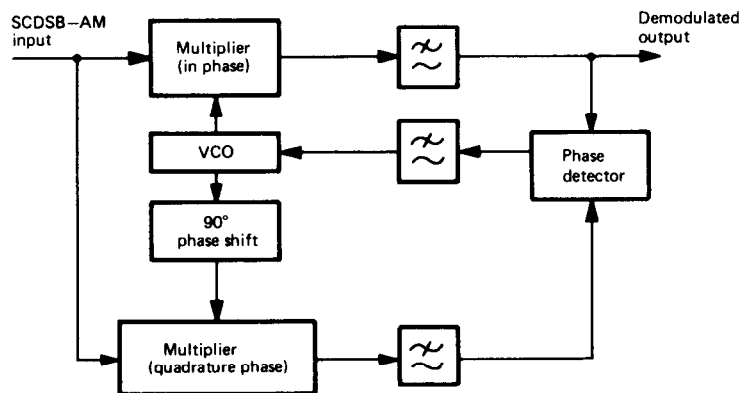 SCDSB–AM
input
Multiplier
(in phase)
Demodulated
output
VCO
Phase
detector
90°
phase shift
Multiplier
(quadrature phase)